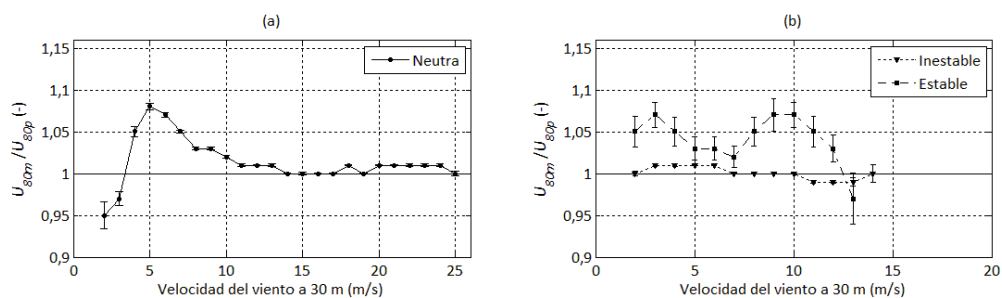 (a)
1,15
1,1
1,05
1
0,95
0,9
U80m /U80p (-)
Neutra
0 5 10 15 20 25
Velocidad del viento a 30 m (m/s)
(b)
1,15
1,1
1,05
1
0,95
0,9
U80m /U80p (-)
Inestable
Estable
0 5 10 15 20
Velocidad del viento a 30 m (m/s)